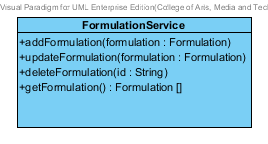 Visual Paradigm for UML Enterprise Edition(College of Arts, Media and Tec
FormulationService
+addFormulation(formulation : Formulation)
+updateFormulation(formulation : Formulation)
+deleteFormulation(id : String)
+getFormulation() : Formulation []